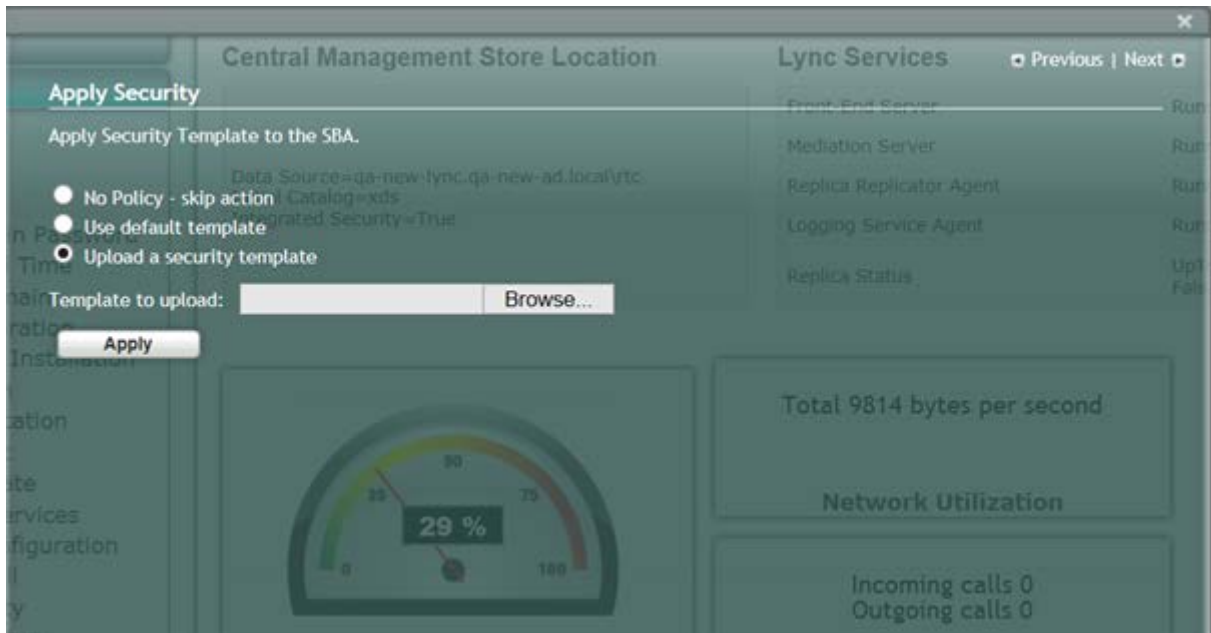 Central Management Store Location
Lync Services
Previous | Next
Apply Security
Front-End Server
Apply Security Template to the SBA.
Mediation Server
Data Source=qa-new-lync.qa-new-ad.local\rtc
Replica Replicator Agent
No Policy - skip action
Catalog=xds
Use default template
Integrated Security=True
Logging Service Agent
Upload a security template
Time
Replica Status
Template to upload:
Browse...
Apply
Total 9814 bytes per second
Network Utilization
50
25
75
29 %
0
100
Incoming calls 0
Outgoing calls 0